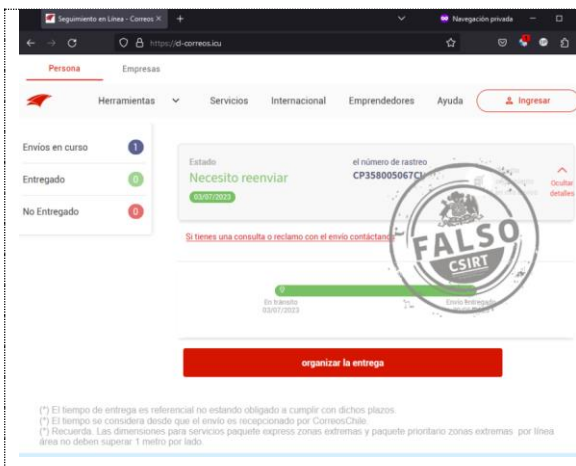 Seguimiento en Línea - Correos
Navegación privada
https://cl-correos.icu
Persona
Empresas
Herramientas
Servicios
Internacional
Emprendedores
Ayuda
Ingresar
Envíos en curso
1
Entregado
0
No Entregado
0
Estado
Necesito reenviar
03/07/2023
el número de rastreo
CP358005067CL
Ocultar
detalles
Si tienes una consulta o reclamo con el envío contáctanos
FALSO
CSIRT
En tránsito
03/07/2023
Envío Entregado
organizar la entrega
(*) El tiempo de entrega es referencial no estando obligado a cumplir con dichos plazos.
(*) El tiempo se considera desde que el envío es recepcionado por CorreosChile.
(*) Recuerda. Las dimensiones para servicios paquete express zonas extremas y paquete prioritario zonas extremas por línea
área no deben superar 1 metro por lado.